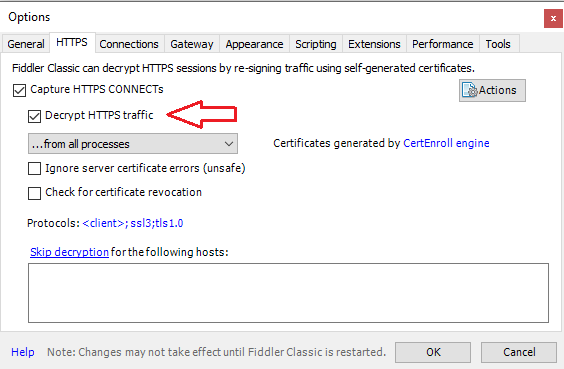 Options
General HTTPS Connections Gateway Appearance Scripting Extensions Performance Tools
Fiddler Classic can decrypt HTTPS sessions by re-signing traffic using self-generated certificates.
Capture HTTPS CONNECTs Actions
Decrypt HTTPS traffic
...from all processes Certificates generated by CertEnroll engine
Ignore server certificate errors (unsafe)
Check for certificate revocation
Protocols: <client>; ssl3;tls1.0
Skip decryption for the following hosts:
Help Note: Changes may not take effect until Fiddler Classic is restarted. OK Cancel